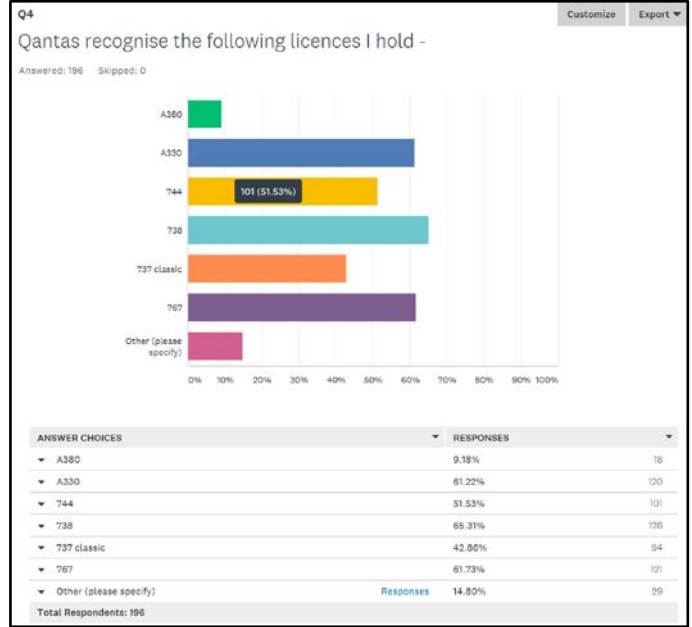 Q4
Customize Export
Qantas recognise the following licences I hold -
Answered: 196 Skipped: 0
A380
A330
744 101 (51.53%)
738
737 classic
767
Other (please
specify)
0% 10% 20% 30% 40% 50% 60% 70% 80% 90% 100%
ANSWER CHOICES RESPONSES
A380 9.18% 18
A330 61.22% 120
744 51.53% 101
738 65.31% 128
737 classic 42.86% 84
767 61.73% 121
Other (please specify) Responses 14.80% 29
Total Respondents: 196